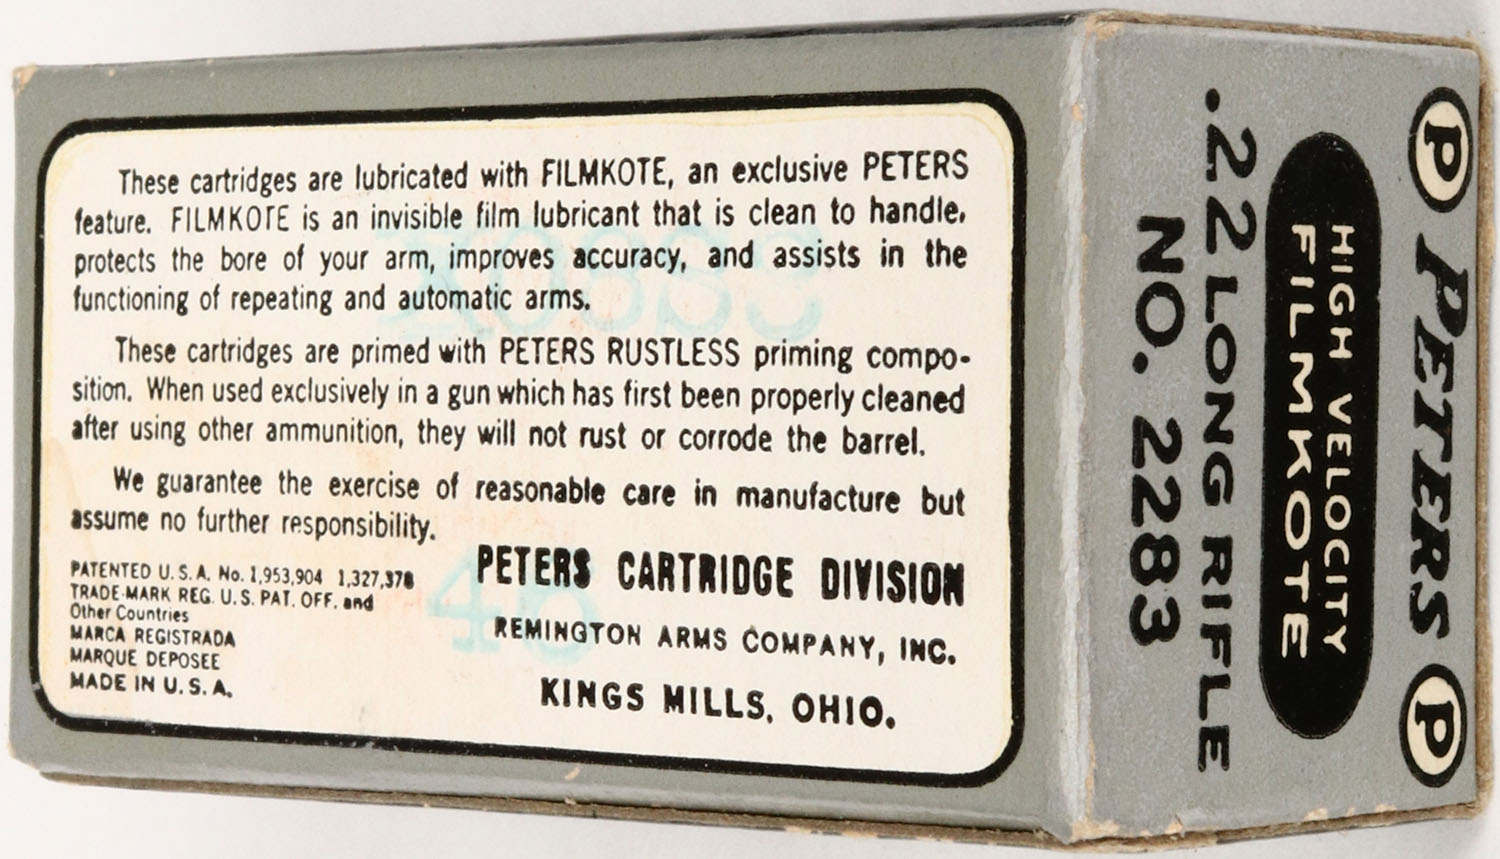 These cartridges are lubricated with FILMKOTE, an exclusive PETERS
feature. FILMKOTE is an invisible film lubricant that is clean to handle,
protects the bore of your arm, improves accuracy, and assists in the
functioning of repeating and automatic arms.
These cartridges are primed with PETERS RUSTLESS priming compo-
sition. When used exclusively in a gun which has first been properly cleaned
after using other ammunition, they will not rust or corrode the barrel.
We guarantee the exercise of reasonable care in manufacture but
assume no further responsibility.
PATENTED U.S.A. No. 1,953,904 1,327,378
TRADE-MARK REG. U.S. PAT. OFF. and
Other Countries
MARCA REGISTRADA
MARQUE DEPOSEE
MADE IN U.S.A.
PETERS CARTRIDGE DIVISION
REMINGTON ARMS COMPANY, INC.
KINGS MILLS, OHIO.
P PETERS P
HIGH VELOCITY
FILMKOTE
.22 LONG RIFLE
NO. 2283